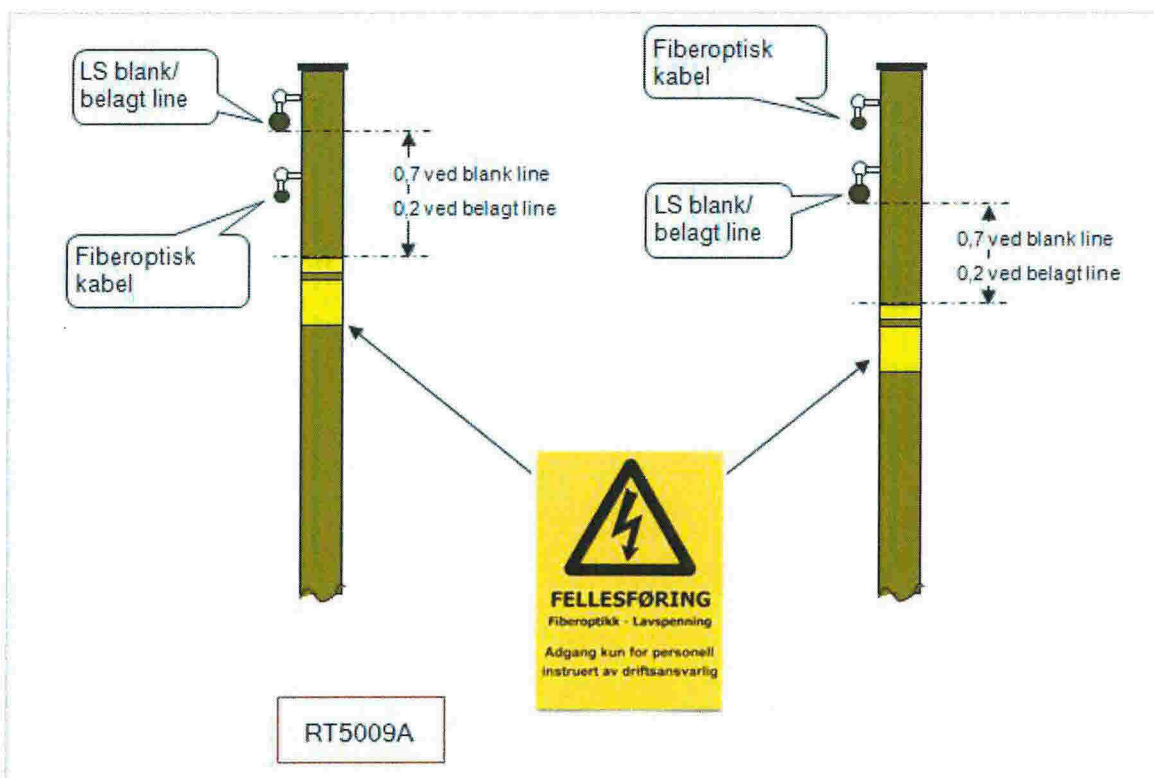 LS blank/
belagt line
0,7 ved blank line
0,2 ved belagt line
Fiberoptisk
kabel
Fiberoptisk
kabel
LS blank/
belagt line
0,7 ved blank line
0,2 ved belagt line
FELLESFØRING
Fiberoptikk - Lavspenning
Adgang kun for personell
instruert av driftsansvarlig
RT5009A